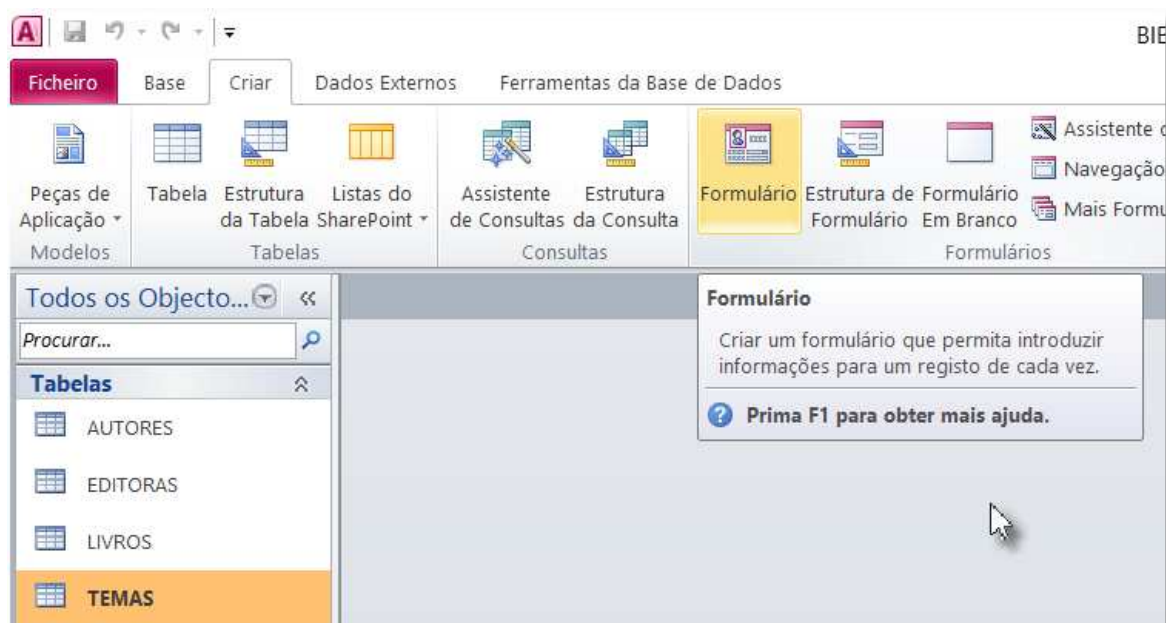 BIB
Ficheiro Base Criar Dados Externos Ferramentas da Base de Dados
Peças de Aplicação
Tabela
Estrutura da Tabela
Listas do SharePoint
Assistente de Consultas
Estrutura da Consulta
Formulário
Estrutura de Formulário
Formulário Em Branco
Assistente
Navegação
Mais
Modelos Tabelas Consultas Formulários
Todos os Objecto...
Procurar...
Tabelas
AUTORES
EDITORAS
LIVROS
TEMAS
Formulário
Criar um formulário que permita introduzir
informações para um registo de cada vez.
Prima F1 para obter mais ajuda.